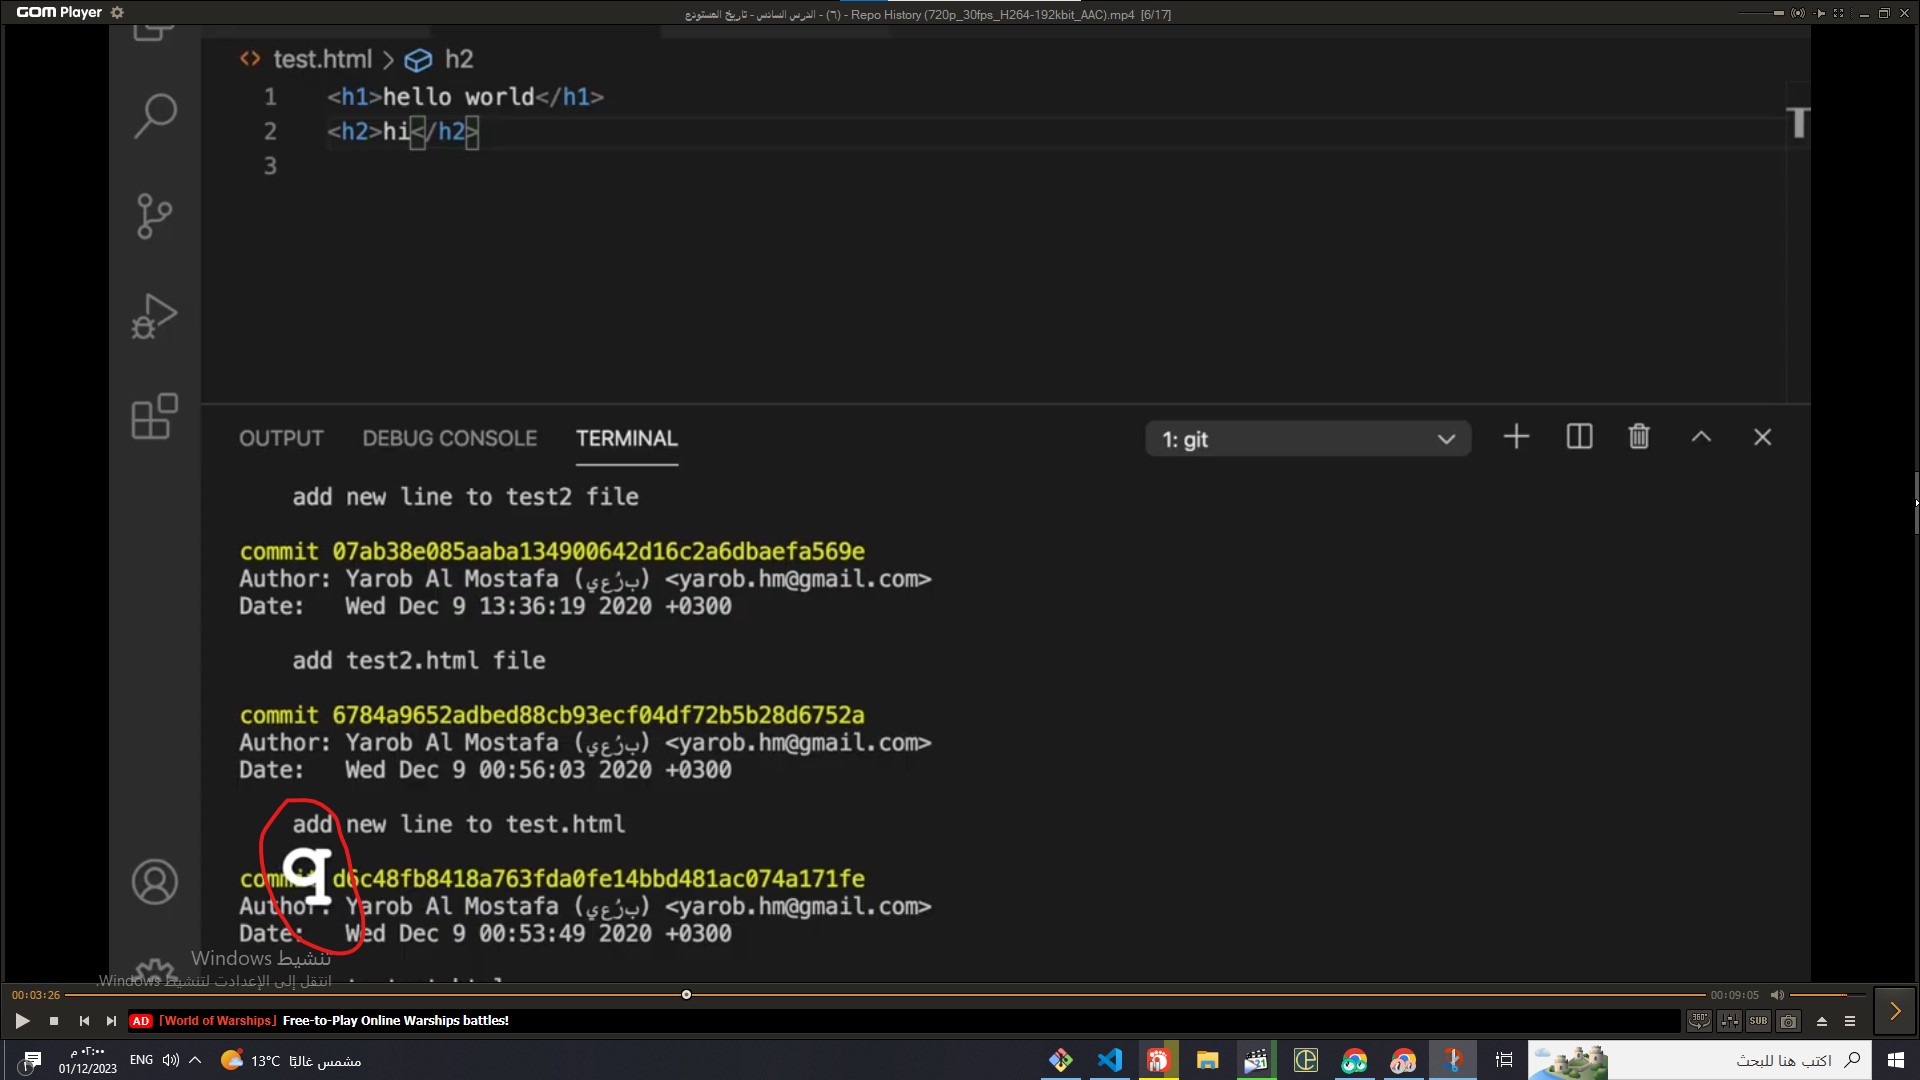 GOM Player
(٦) - الدرس السادس - تاريخ المستودع - Repo History (720p_30fps_H264-192kbit_AAC).mp4 [6/17]
test.html > h2
1 <h1>hello world</h1>
2 <h2>hi</h2>
3
T
OUTPUT DEBUG CONSOLE TERMINAL 1: git
add new line to test2 file
commit 07ab38e085aaba134900642d16c2a6dbaefa569e
Author: Yarob Al Mostafa (يعرُب) <yarob.hm@gmail.com>
Date: Wed Dec 9 13:36:19 2020 +0300
add test2.html file
commit 6784a9652adbed88cb93ecf04df72b5b28d6752a
Author: Yarob Al Mostafa (يعرُب) <yarob.hm@gmail.com>
Date: Wed Dec 9 00:56:03 2020 +0300
add new line to test.html
q
commit d6c48fb8418a763fda0fe14bbd481ac074a171fe
Author: Yarob Al Mostafa (يعرُب) <yarob.hm@gmail.com>
Date: Wed Dec 9 00:53:49 2020 +0300
تنشيط Windows
انتقل إلى الإعدادات لتنشيط Windows.
00:03:26 00:09:05
AD [World of Warships] Free-to-Play Online Warships battles!
360° SUB
٠٢:٠٠ م
01/12/2023
ENG
13°C مشمس غالبًا
21
اكتب هنا للبحث